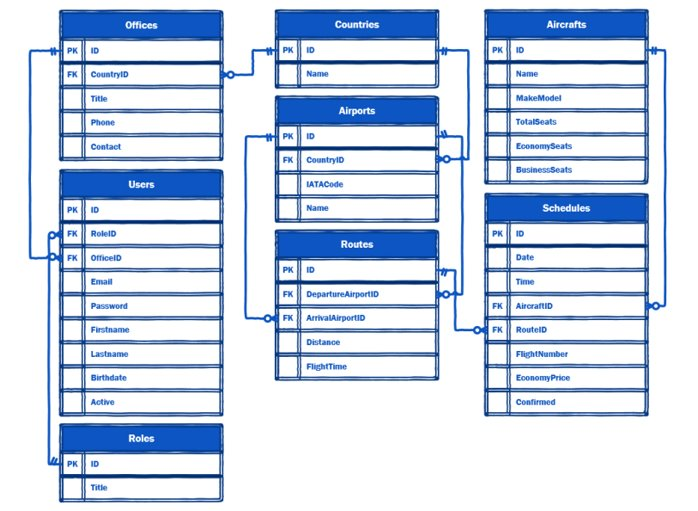 Offices
PK ID
FK CountryID
Title
Phone
Contact
Users
PK ID
FK RoleID
FK OfficeID
Email
Password
Firstname
Lastname
Birthdate
Active
Roles
PK ID
Title
Countries
PK ID
Name
Airports
PK ID
FK CountryID
IATACode
Name
Routes
PK ID
FK DepartureAirportID
FK ArrivalAirportID
Distance
FlightTime
Aircrafts
PK ID
Name
MakeModel
TotalSeats
EconomySeats
BusinessSeats
Schedules
PK ID
Date
Time
FK AircraftID
FK RouteID
FlightNumber
EconomyPrice
Confirmed